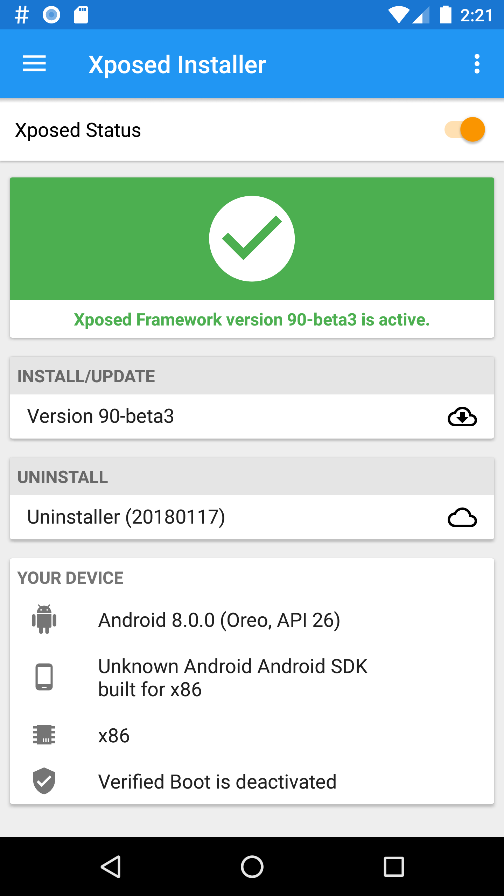 # 2:21
Xposed Installer
Xposed Status
Xposed Framework version 90-beta3 is active.
INSTALL/UPDATE
Version 90-beta3
UNINSTALL
Uninstaller (20180117)
YOUR DEVICE
Android 8.0.0 (Oreo, API 26)
Unknown Android Android SDK
built for x86
x86
Verified Boot is deactivated